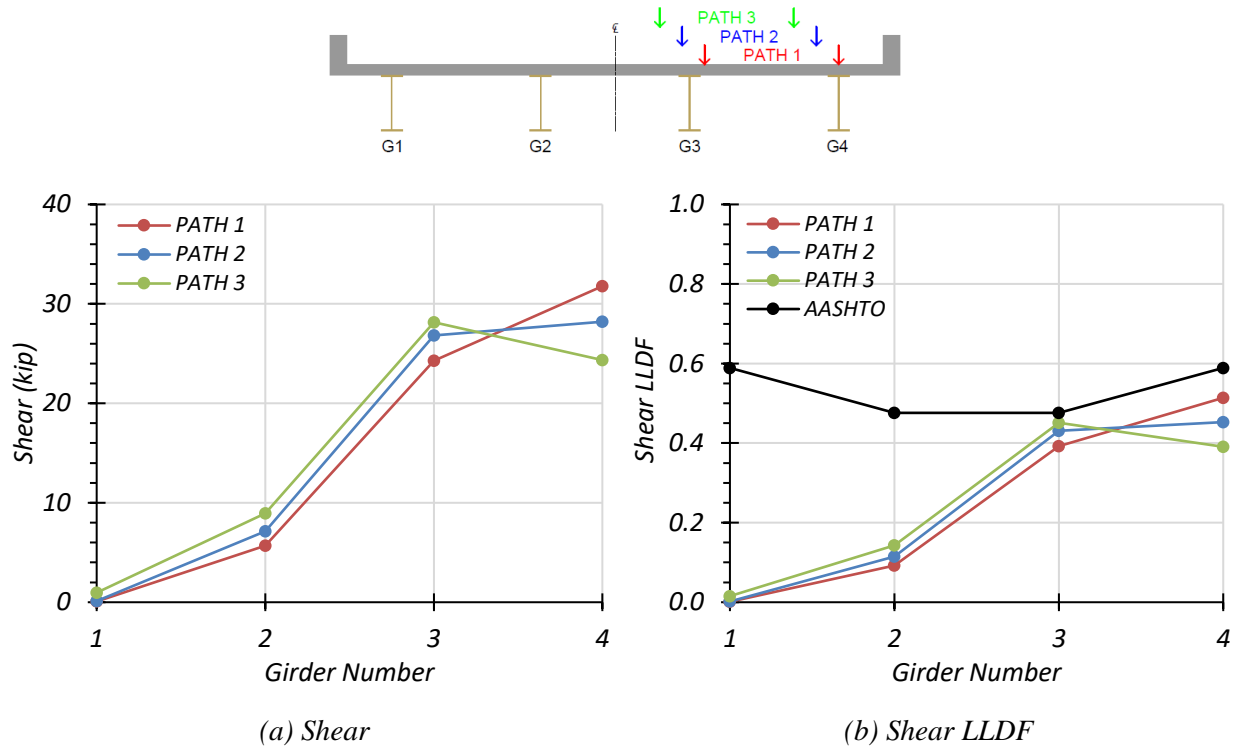 ℄
PATH 3
PATH 2
PATH 1
G1 G2 G3 G4
40
30
20
10
0
Shear (kip)
PATH 1
PATH 2
PATH 3
1 2 3 4
Girder Number
(a) Shear
1.0
0.8
0.6
0.4
0.2
0.0
Shear LLDF
PATH 1
PATH 2
PATH 3
AASHTO
1 2 3 4
Girder Number
(b) Shear LLDF